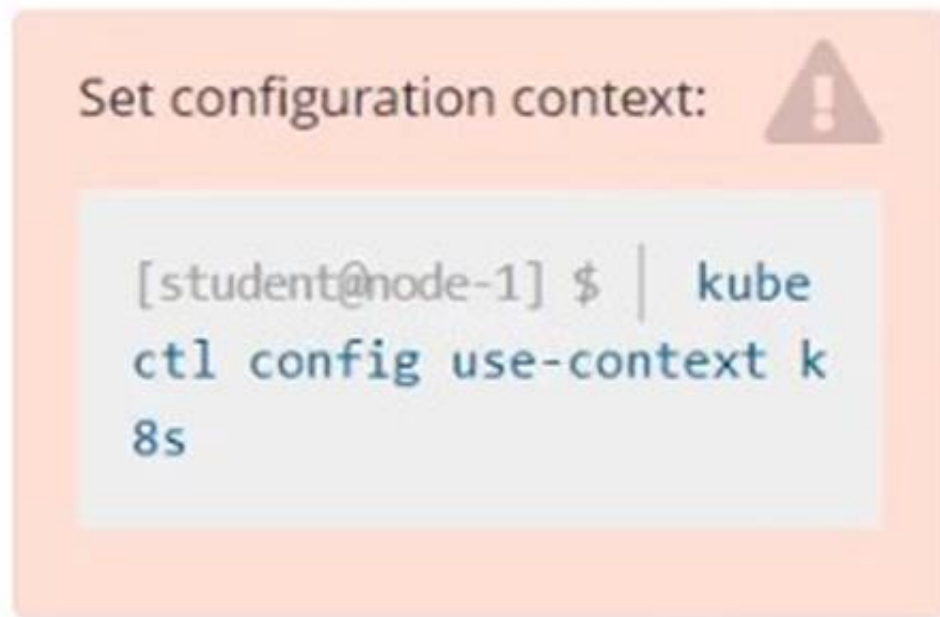 Set configuration context:
[student@node-1] $ | kube
ctl config use-context k
8s